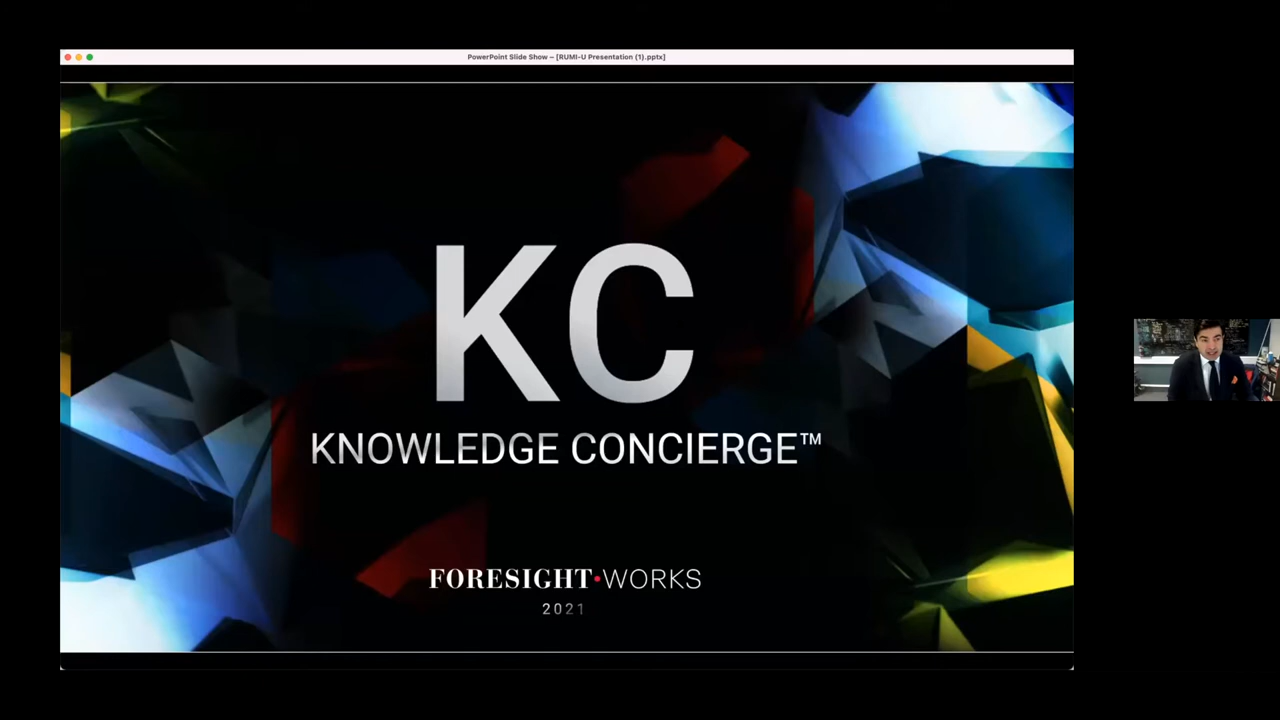 PowerPoint Slide Show – [RUMI-U Presentation (1).pptx]
KC
KNOWLEDGE CONCIERGE™
FORESIGHT•WORKS
2021